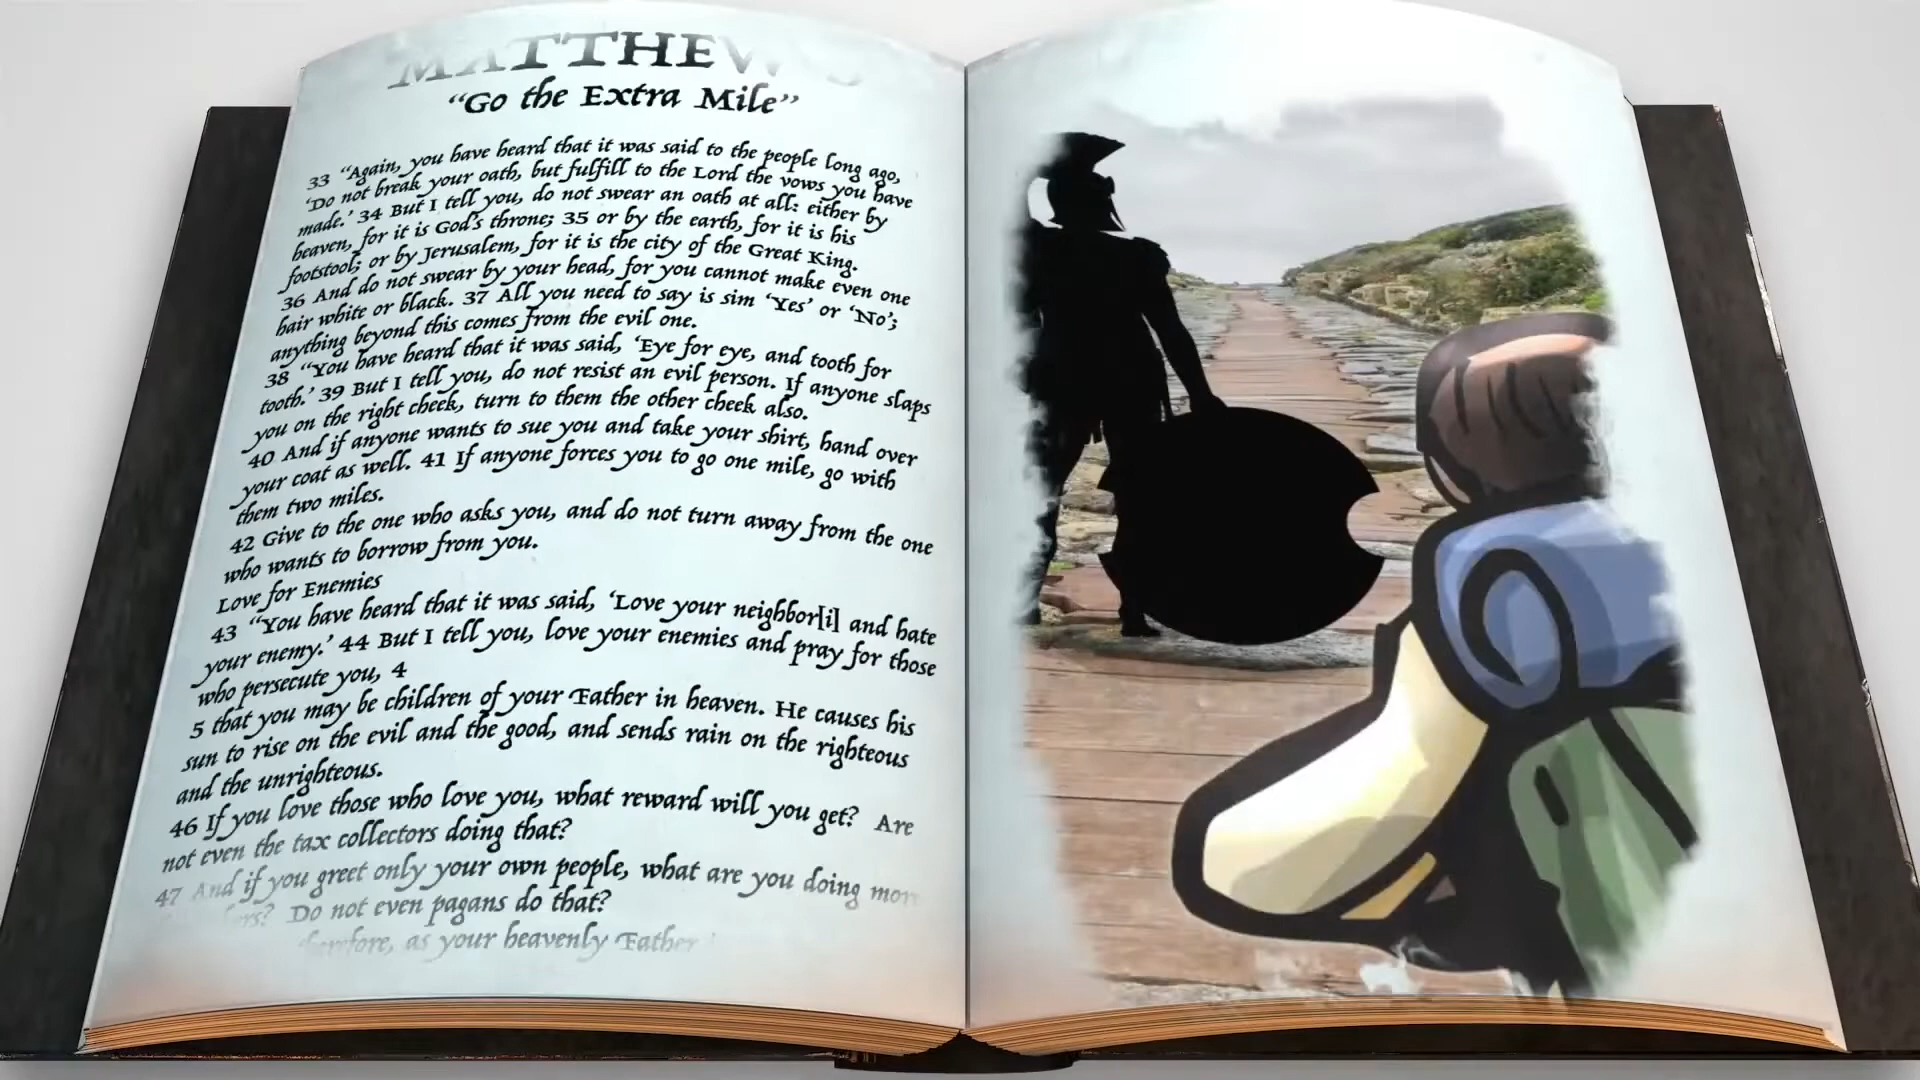 MATTHEW 5
“Go the Extra Mile”
33 “Again, you have heard that it was said to the people long ago,
‘Do not break your oath, but fulfill to the Lord the vows you have
made.’ 34 But I tell you, do not swear an oath at all: either by
heaven, for it is God’s throne; 35 or by the earth, for it is his
footstool; or by Jerusalem, for it is the city of the Great King.
36 And do not swear by your head, for you cannot make even one
hair white or black. 37 All you need to say is sim ‘Yes’ or ‘No’;
anything beyond this comes from the evil one.
38 “You have heard that it was said, ‘Eye for eye, and tooth for
tooth.’ 39 But I tell you, do not resist an evil person. If anyone slaps
you on the right cheek, turn to them the other cheek also.
40 And if anyone wants to sue you and take your shirt, hand over
your coat as well. 41 If anyone forces you to go one mile, go with
them two miles.
42 Give to the one who asks you, and do not turn away from the one
who wants to borrow from you.
Love for Enemies
43 “You have heard that it was said, ‘Love your neighbor[i] and hate
your enemy.’ 44 But I tell you, love your enemies and pray for those
who persecute you, 4
5 that you may be children of your Father in heaven. He causes his
sun to rise on the evil and the good, and sends rain on the righteous
and the unrighteous.
46 If you love those who love you, what reward will you get? Are
not even the tax collectors doing that?
47 And if you greet only your own people, what are you doing more
Do not even pagans do that?
therefore, as your heavenly Father